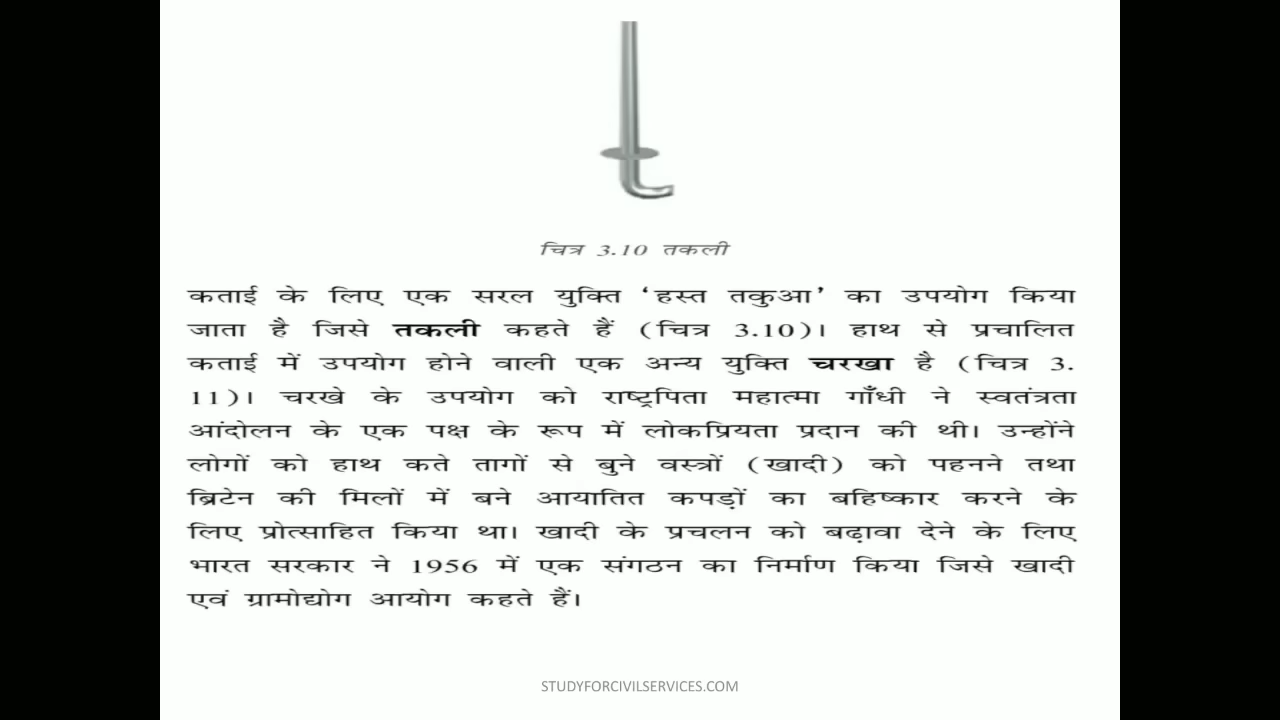 चित्र 3.10 तकली
कताई के लिए एक सरल युक्ति ‘हस्त तकुआ’ का उपयोग किया
जाता है जिसे तकली कहते हैं (चित्र 3.10)। हाथ से प्रचालित
कताई में उपयोग होने वाली एक अन्य युक्ति चरखा है (चित्र 3.
11)। चरखे के उपयोग को राष्ट्रपिता महात्मा गाँधी ने स्वतंत्रता
आंदोलन के एक पक्ष के रूप में लोकप्रियता प्रदान की थी। उन्होंने
लोगों को हाथ कते तागों से बुने वस्त्रों (खादी) को पहनने तथा
ब्रिटेन की मिलों में बने आयातित कपड़ों का बहिष्कार करने के
लिए प्रोत्साहित किया था। खादी के प्रचलन को बढ़ावा देने के लिए
भारत सरकार ने 1956 में एक संगठन का निर्माण किया जिसे खादी
एवं ग्रामोद्योग आयोग कहते हैं।
STUDYFORCIVILSERVICES.COM